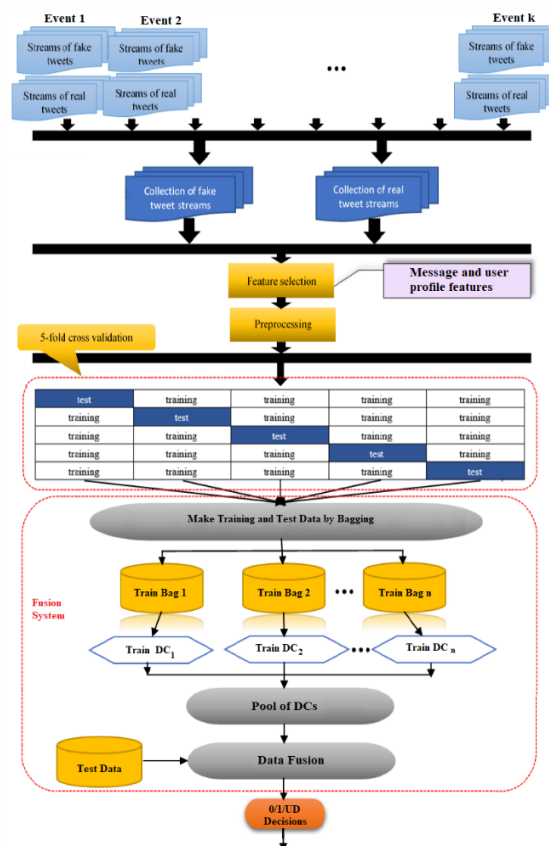 Event 1
Event 2
Event k
Streams of fake
tweets
Streams of fake
tweets
Streams of fake
tweets
Streams of real
tweets
Streams of real
tweets
Streams of real
tweets
...
Collection of fake
tweet streams
Collection of real
tweet streams
Feature selection
Message and user
profile features
Preprocessing
5-fold cross validation
test training training training training
training test training training training
training training test training training
training training training test training
training training training training test
Make Training and Test Data by Bagging
Fusion
System
Train Bag 1
Train Bag 2
...
Train Bag n
Train DC1
Train DC2
...
Train DC n
Pool of DCs
Test Data
Data Fusion
0/1/UD
Decisions